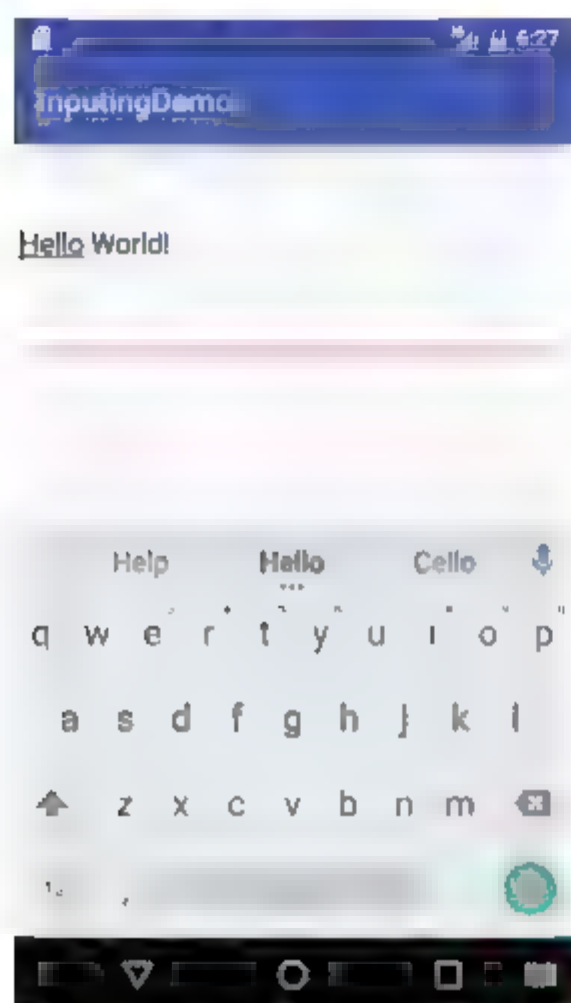 6:27
InputingDemo
Hello World!
Help Hello Cello
q w e r t y u i o p
a s d f g h j k l
z x c v b n m
,